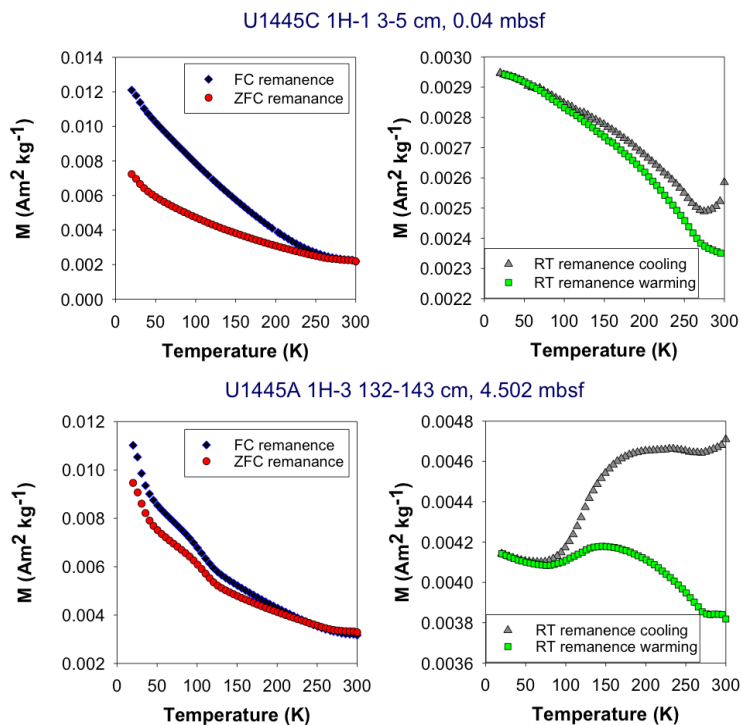 U1445C 1H-1 3-5 cm, 0.04 mbsf
M (Am² kg⁻¹)
0.014
0.012
0.010
0.008
0.006
0.004
0.002
0.000
FC remanence
ZFC remanance
0 50 100 150 200 250 300
Temperature (K)
M (Am² kg⁻¹)
0.0030
0.0029
0.0028
0.0027
0.0026
0.0025
0.0024
0.0023
0.0022
RT remanence cooling
RT remanence warming
0 50 100 150 200 250 300
Temperature (K)
U1445A 1H-3 132-143 cm, 4.502 mbsf
M (Am² kg⁻¹)
0.012
0.010
0.008
0.006
0.004
0.002
FC remanence
ZFC remanance
0 50 100 150 200 250 300
Temperature (K)
M (Am² kg⁻¹)
0.0048
0.0046
0.0044
0.0042
0.0040
0.0038
0.0036
RT remanence cooling
RT remanence warming
0 50 100 150 200 250 300
Temperature (K)